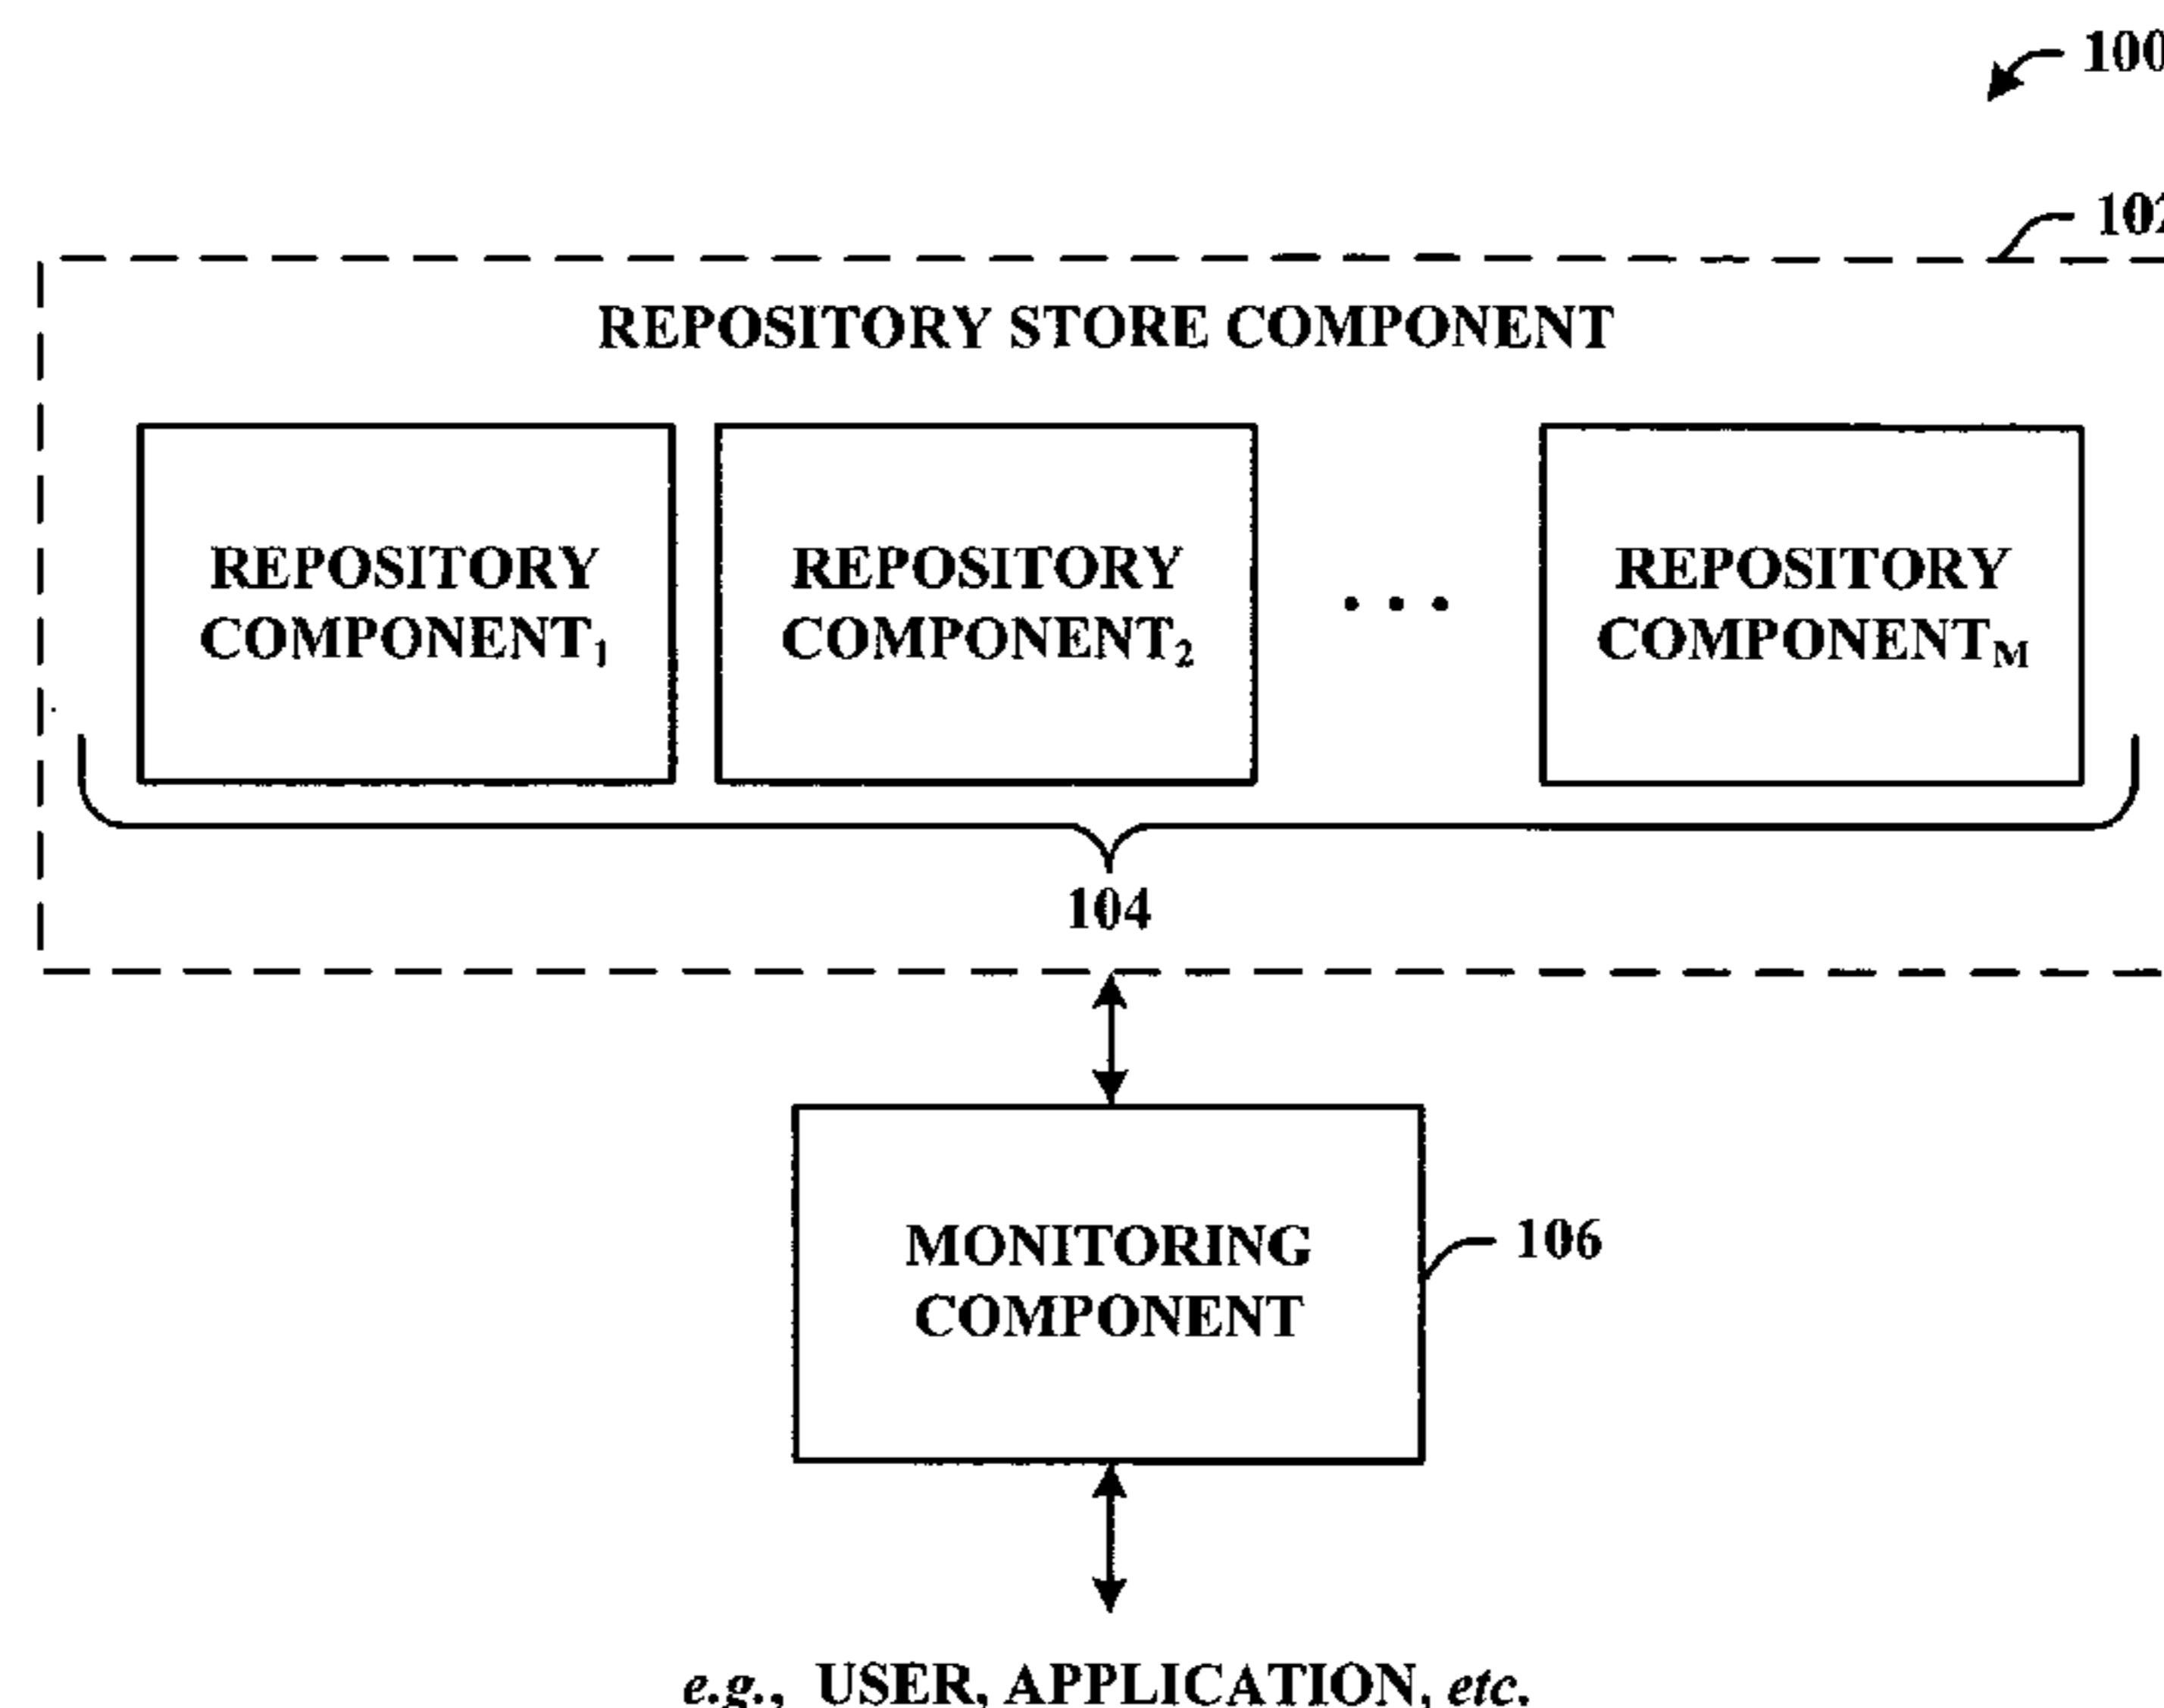 100
102
REPOSITORY STORE COMPONENT
REPOSITORY
COMPONENT₁
REPOSITORY
COMPONENT₂
• • •
REPOSITORY
COMPONENTM
104
MONITORING
COMPONENT
106
e.g., USER, APPLICATION, etc.